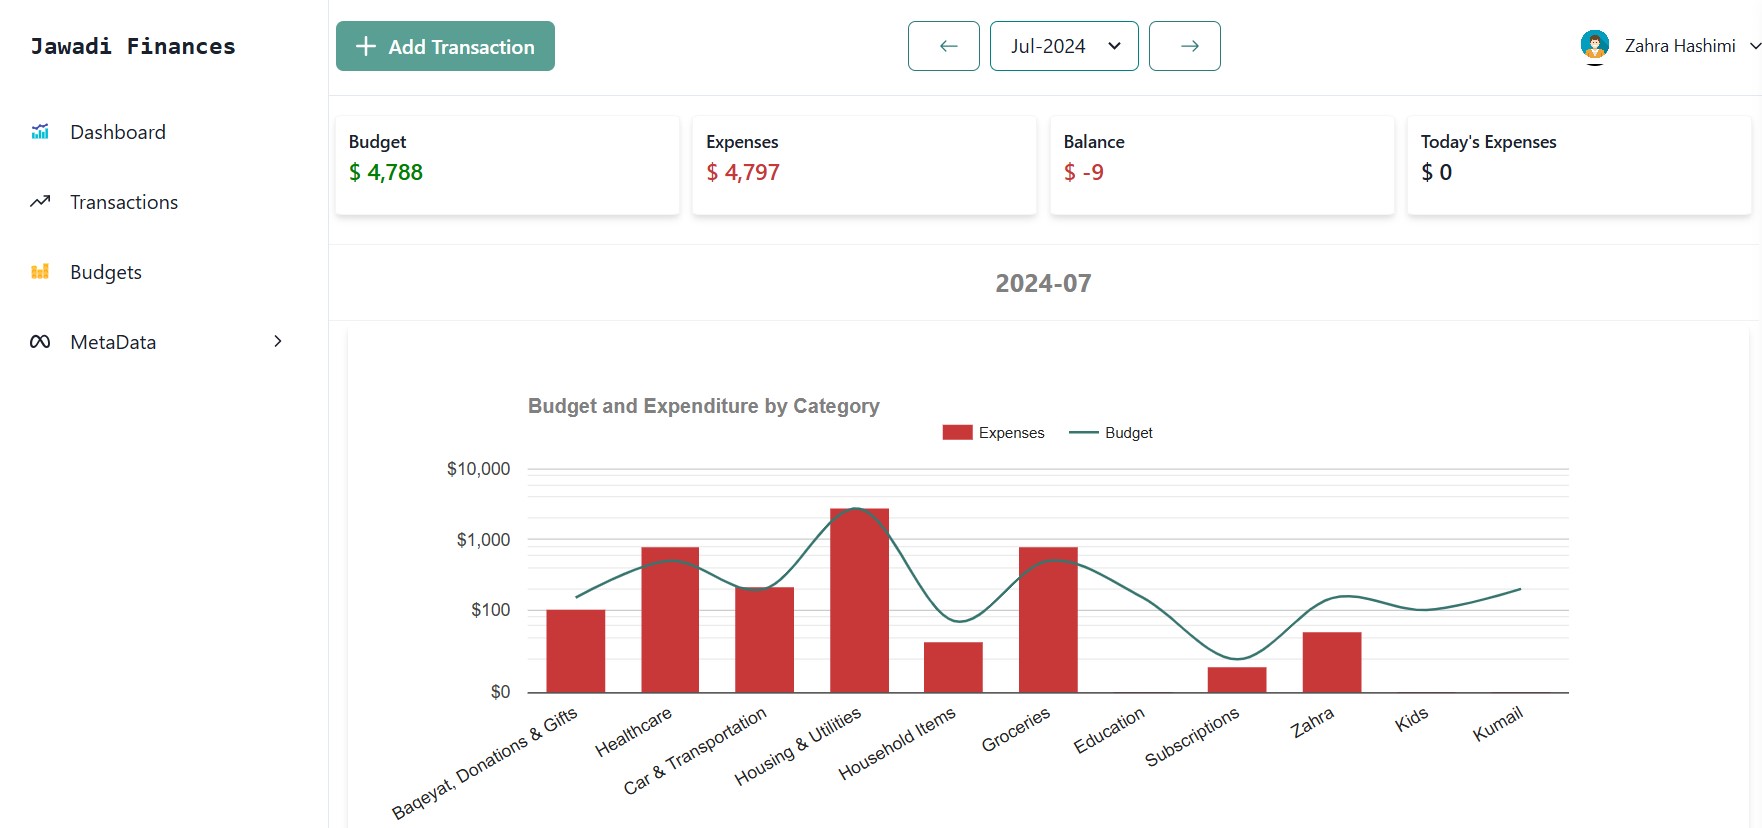 Jawadi Finances
Dashboard
Transactions
Budgets
MetaData
Add Transaction
Jul-2024
Zahra Hashimi
Budget
$ 4,788
Expenses
$ 4,797
Balance
$ -9
Today's Expenses
$ 0
2024-07
Budget and Expenditure by Category
Expenses
Budget
$10,000
$1,000
$100
$0
Baqeyat, Donations & Gifts
Healthcare
Car & Transportation
Housing & Utilities
Household Items
Groceries
Education
Subscriptions
Zahra
Kids
Kumail